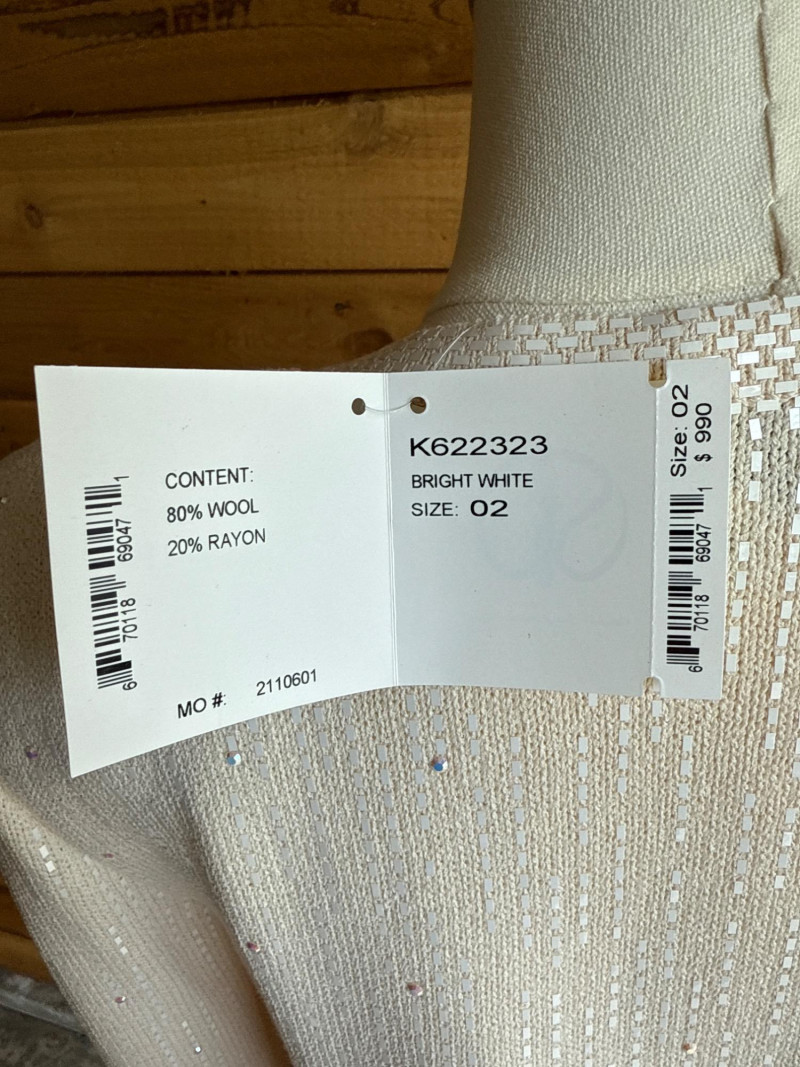 CONTENT:
80% WOOL
20% RAYON
6 70118 69047 1
MO #: 2110601
K622323
BRIGHT WHITE
SIZE: 02
Size: 02
$ 990
6 70118 69047 1